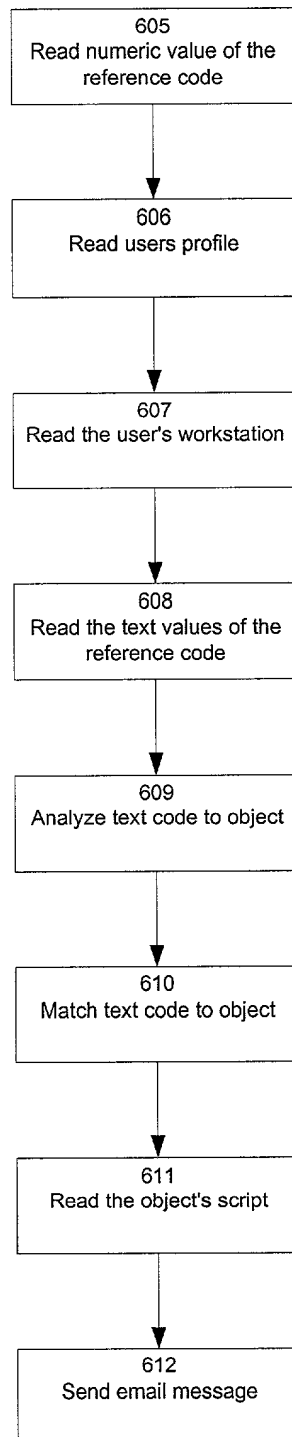 605
Read numeric value of the
reference code
606
Read users profile
607
Read the user's workstation
608
Read the text values of the
reference code
609
Analyze text code to object
610
Match text code to object
611
Read the object's script
612
Send email message